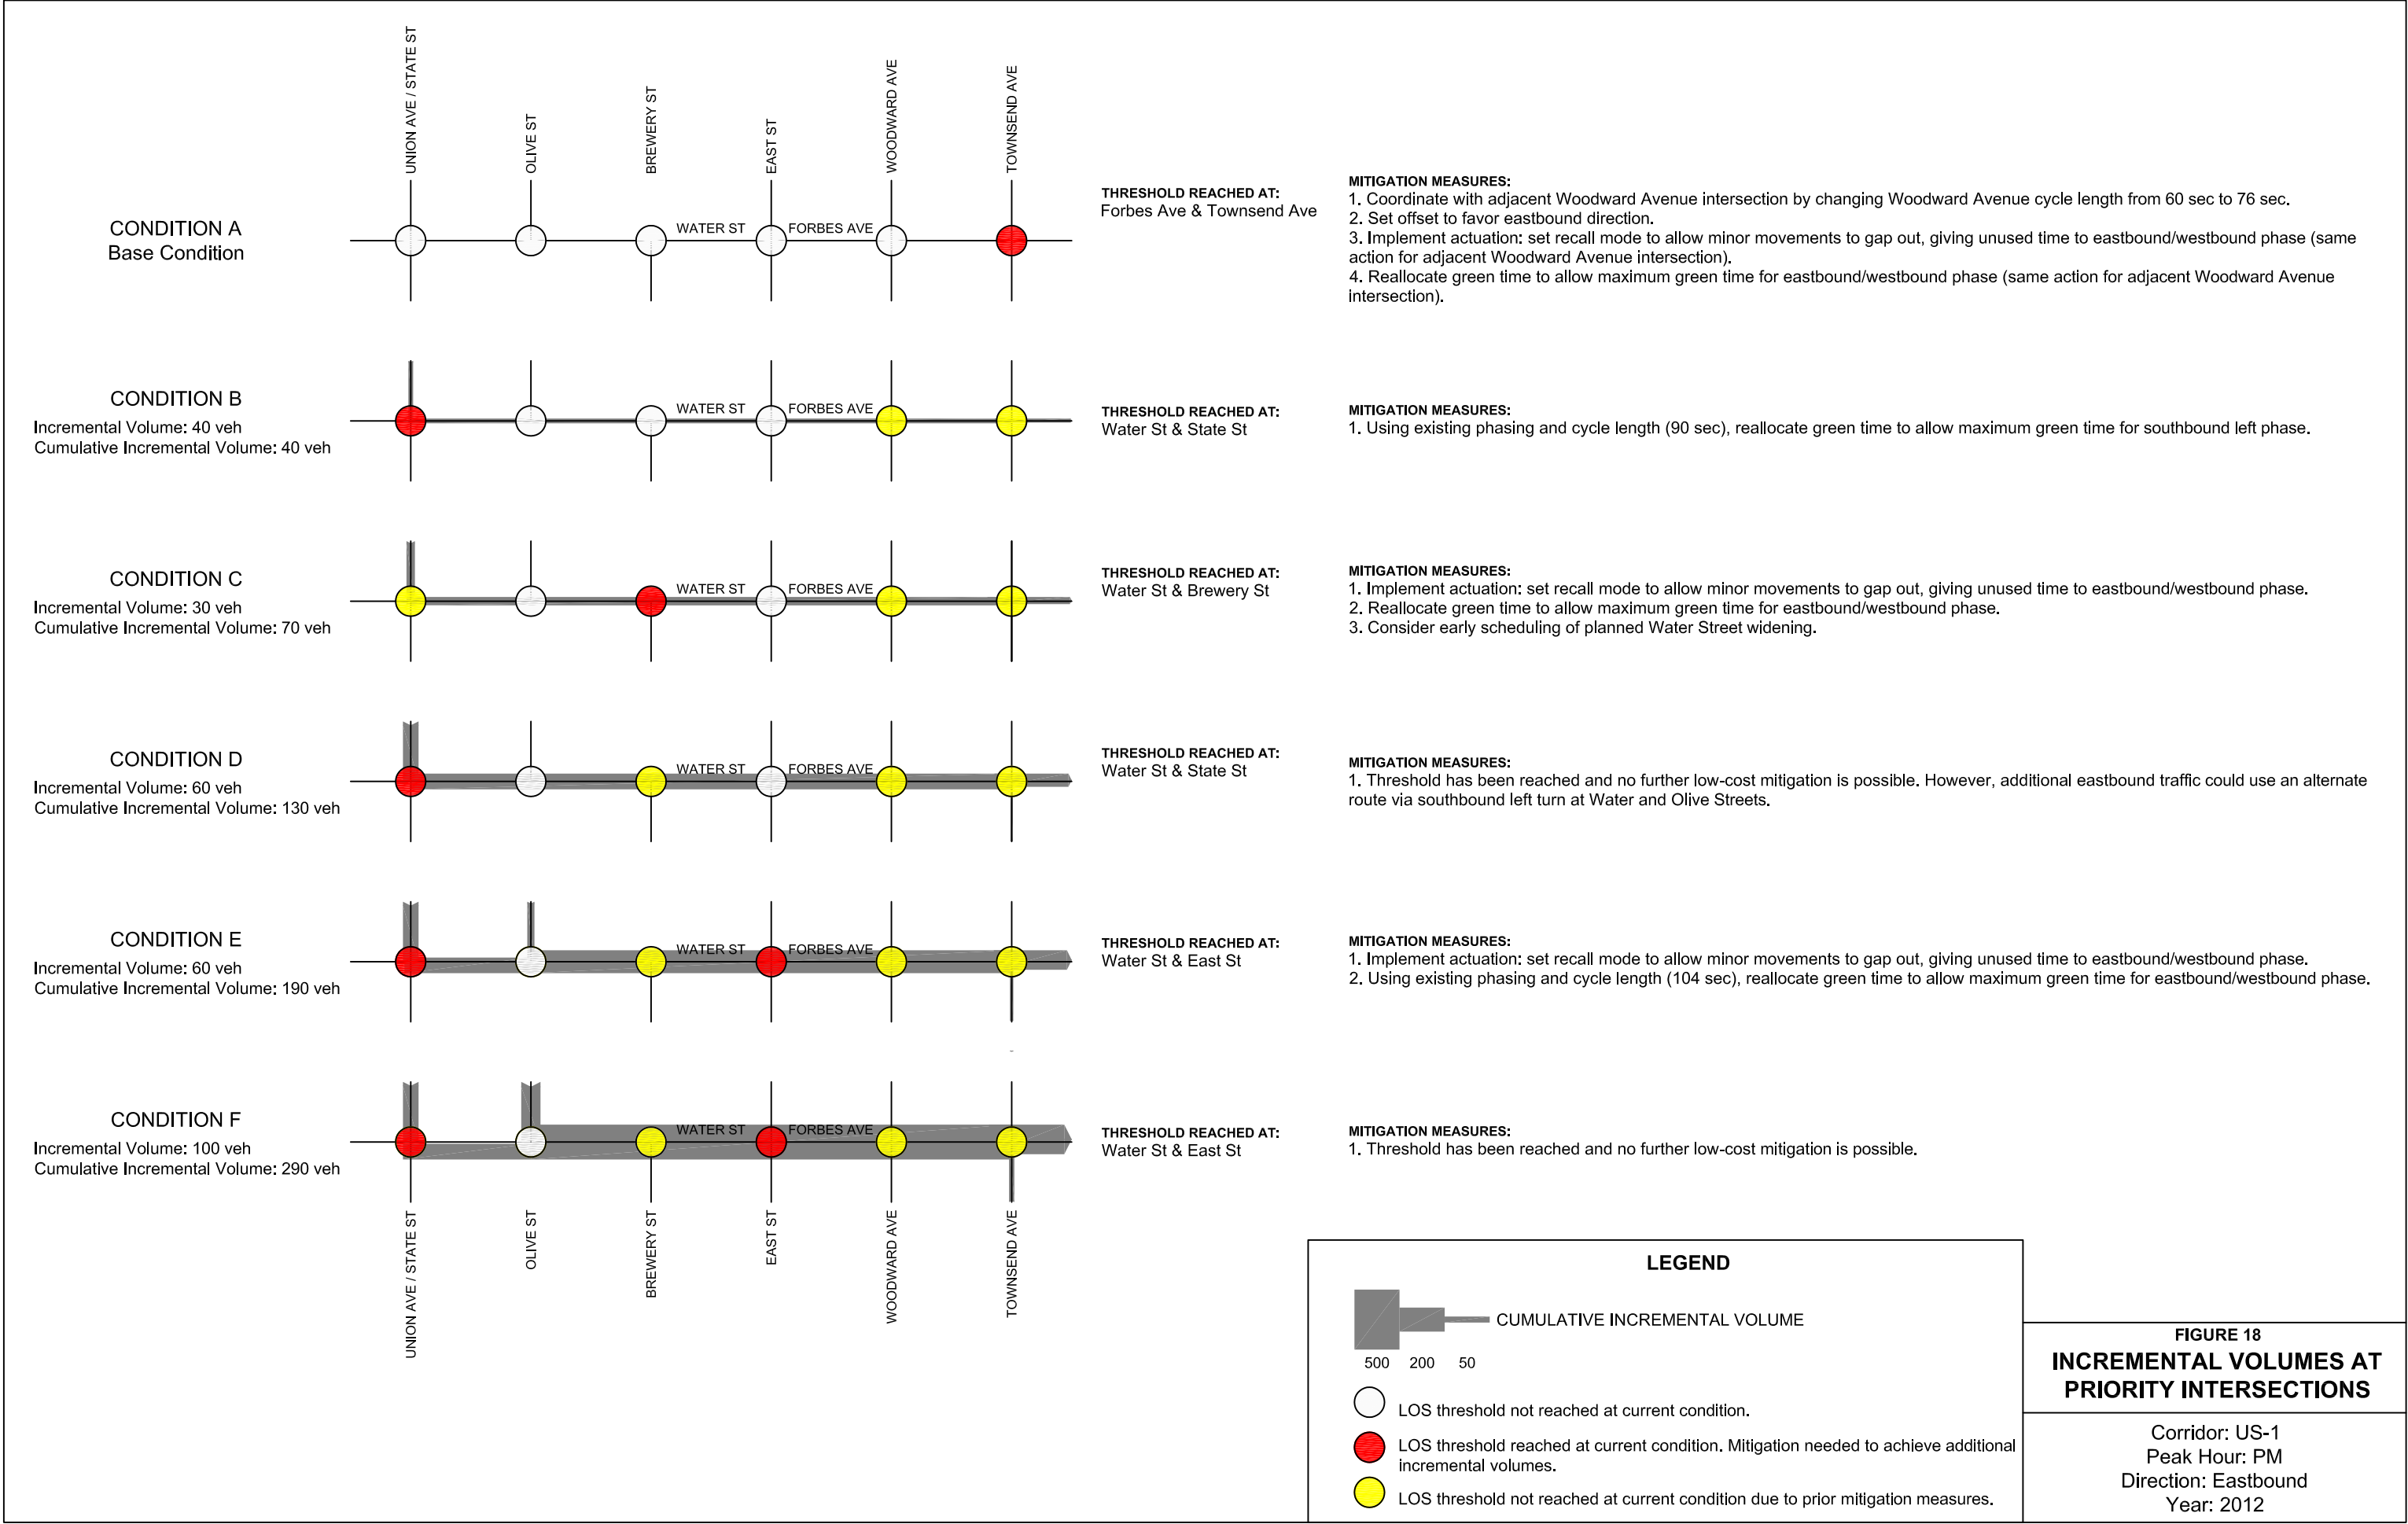 UNION AVE / STATE ST
OLIVE ST
BREWERY ST
EAST ST
WOODWARD AVE
TOWNSEND AVE
CONDITION A
Base Condition
WATER ST
FORBES AVE
THRESHOLD REACHED AT:
Forbes Ave & Townsend Ave
MITIGATION MEASURES:
1. Coordinate with adjacent Woodward Avenue intersection by changing Woodward Avenue cycle length from 60 sec to 76 sec.
2. Set offset to favor eastbound direction.
3. Implement actuation: set recall mode to allow minor movements to gap out, giving unused time to eastbound/westbound phase (same
action for adjacent Woodward Avenue intersection).
4. Reallocate green time to allow maximum green time for eastbound/westbound phase (same action for adjacent Woodward Avenue
intersection).
CONDITION B
Incremental Volume: 40 veh
Cumulative Incremental Volume: 40 veh
WATER ST
FORBES AVE
THRESHOLD REACHED AT:
Water St & State St
MITIGATION MEASURES:
1. Using existing phasing and cycle length (90 sec), reallocate green time to allow maximum green time for southbound left phase.
CONDITION C
Incremental Volume: 30 veh
Cumulative Incremental Volume: 70 veh
WATER ST
FORBES AVE
THRESHOLD REACHED AT:
Water St & Brewery St
MITIGATION MEASURES:
1. Implement actuation: set recall mode to allow minor movements to gap out, giving unused time to eastbound/westbound phase.
2. Reallocate green time to allow maximum green time for eastbound/westbound phase.
3. Consider early scheduling of planned Water Street widening.
CONDITION D
Incremental Volume: 60 veh
Cumulative Incremental Volume: 130 veh
WATER ST
FORBES AVE
THRESHOLD REACHED AT:
Water St & State St
MITIGATION MEASURES:
1. Threshold has been reached and no further low-cost mitigation is possible. However, additional eastbound traffic could use an alternate
route via southbound left turn at Water and Olive Streets.
CONDITION E
Incremental Volume: 60 veh
Cumulative Incremental Volume: 190 veh
WATER ST
FORBES AVE
THRESHOLD REACHED AT:
Water St & East St
MITIGATION MEASURES:
1. Implement actuation: set recall mode to allow minor movements to gap out, giving unused time to eastbound/westbound phase.
2. Using existing phasing and cycle length (104 sec), reallocate green time to allow maximum green time for eastbound/westbound phase.
CONDITION F
Incremental Volume: 100 veh
Cumulative Incremental Volume: 290 veh
WATER ST
FORBES AVE
THRESHOLD REACHED AT:
Water St & East St
MITIGATION MEASURES:
1. Threshold has been reached and no further low-cost mitigation is possible.
UNION AVE / STATE ST
OLIVE ST
BREWERY ST
EAST ST
WOODWARD AVE
TOWNSEND AVE
LEGEND
CUMULATIVE INCREMENTAL VOLUME
500 200 50
LOS threshold not reached at current condition.
LOS threshold reached at current condition. Mitigation needed to achieve additional
incremental volumes.
LOS threshold not reached at current condition due to prior mitigation measures.
FIGURE 18
INCREMENTAL VOLUMES AT
PRIORITY INTERSECTIONS
Corridor: US-1
Peak Hour: PM
Direction: Eastbound
Year: 2012